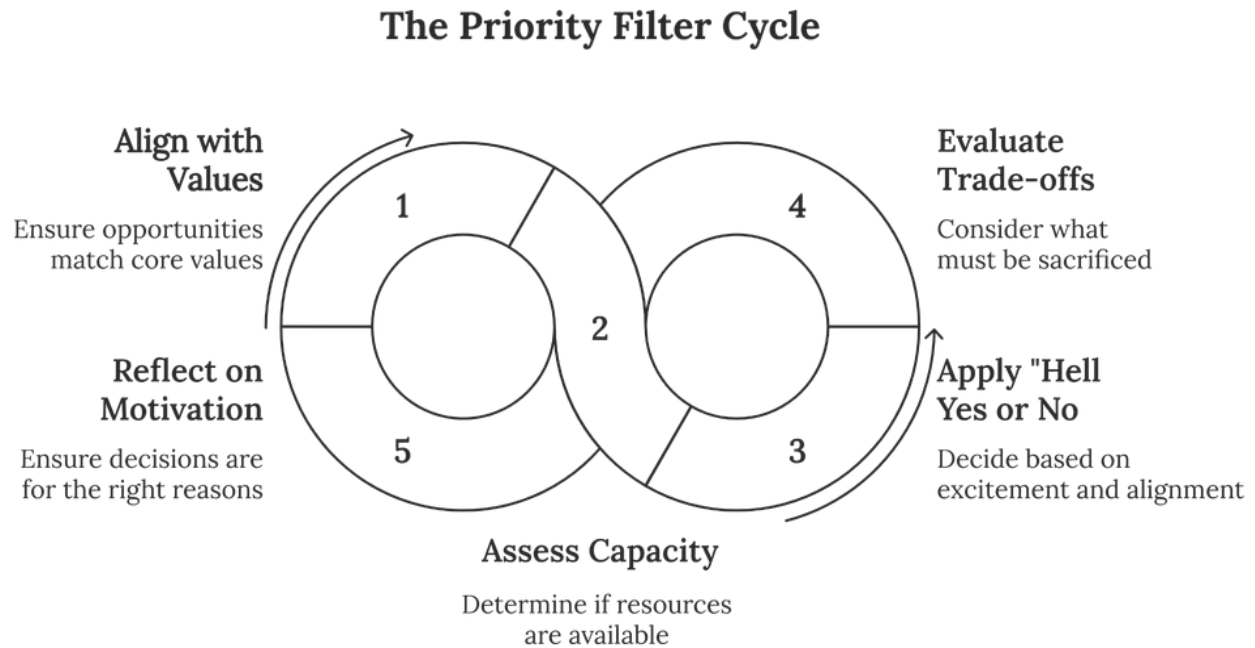 The Priority Filter Cycle
Align with
Values
Ensure opportunities
match core values
1
Reflect on
Motivation
Ensure decisions are
for the right reasons
5
2
Assess Capacity
Determine if resources
are available
4
Evaluate
Trade-offs
Consider what
must be sacrificed
3
Apply "Hell
Yes or No
Decide based on
excitement and alignment